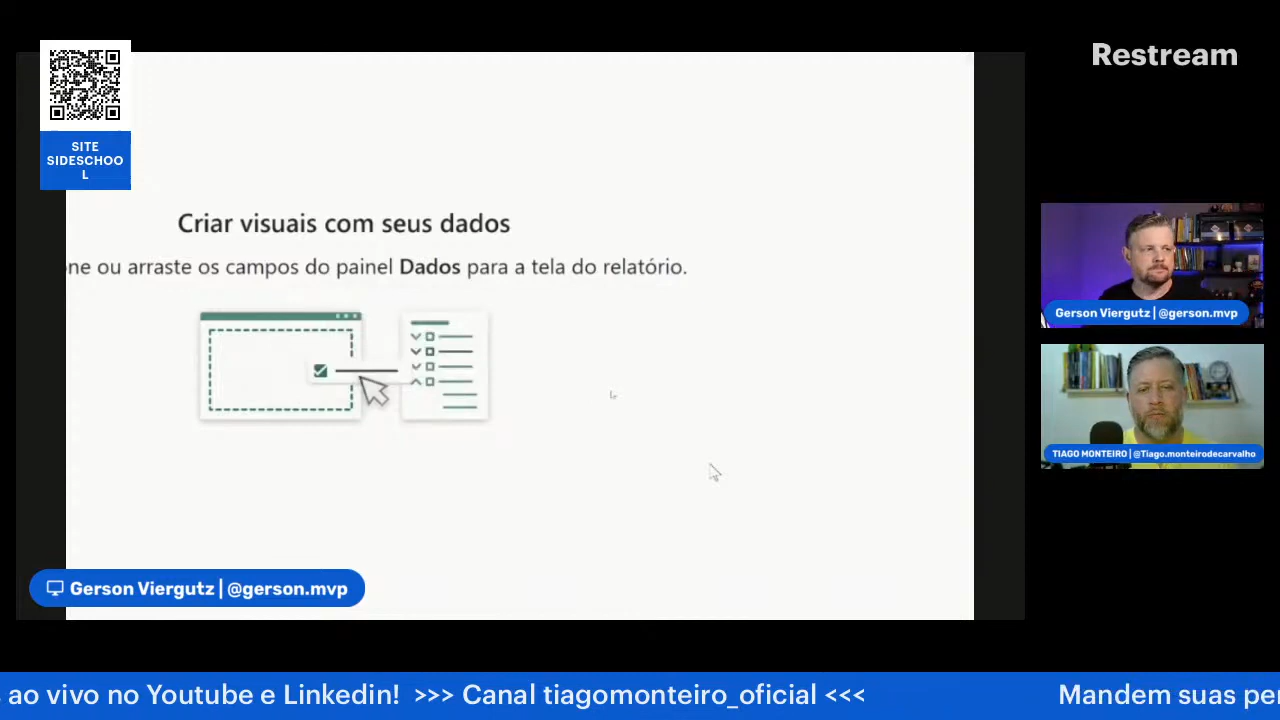 Restream
SITE
SIDESCHOO
L
Criar visuais com seus dados
ne ou arraste os campos do painel Dados para a tela do relatório.
Gerson Viergutz | @gerson.mvp
TIAGO MONTEIRO | @Tiago.monteirodecarvalho
Gerson Viergutz | @gerson.mvp
ao vivo no Youtube e Linkedin! >>> Canal tiagomonteiro_oficial <<< Mandem suas per